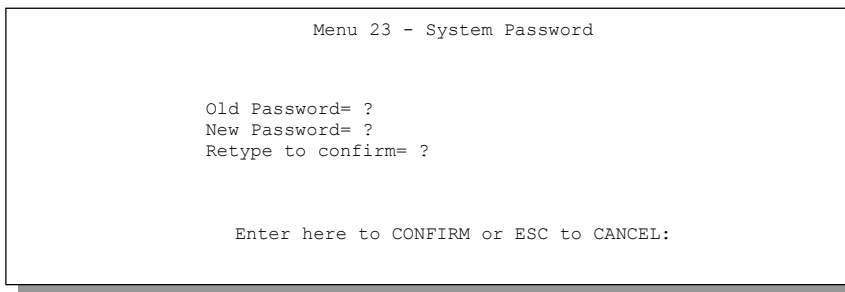 Menu 23 - System Password
Old Password= ?
New Password= ?
Retype to confirm= ?
Enter here to CONFIRM or ESC to CANCEL: